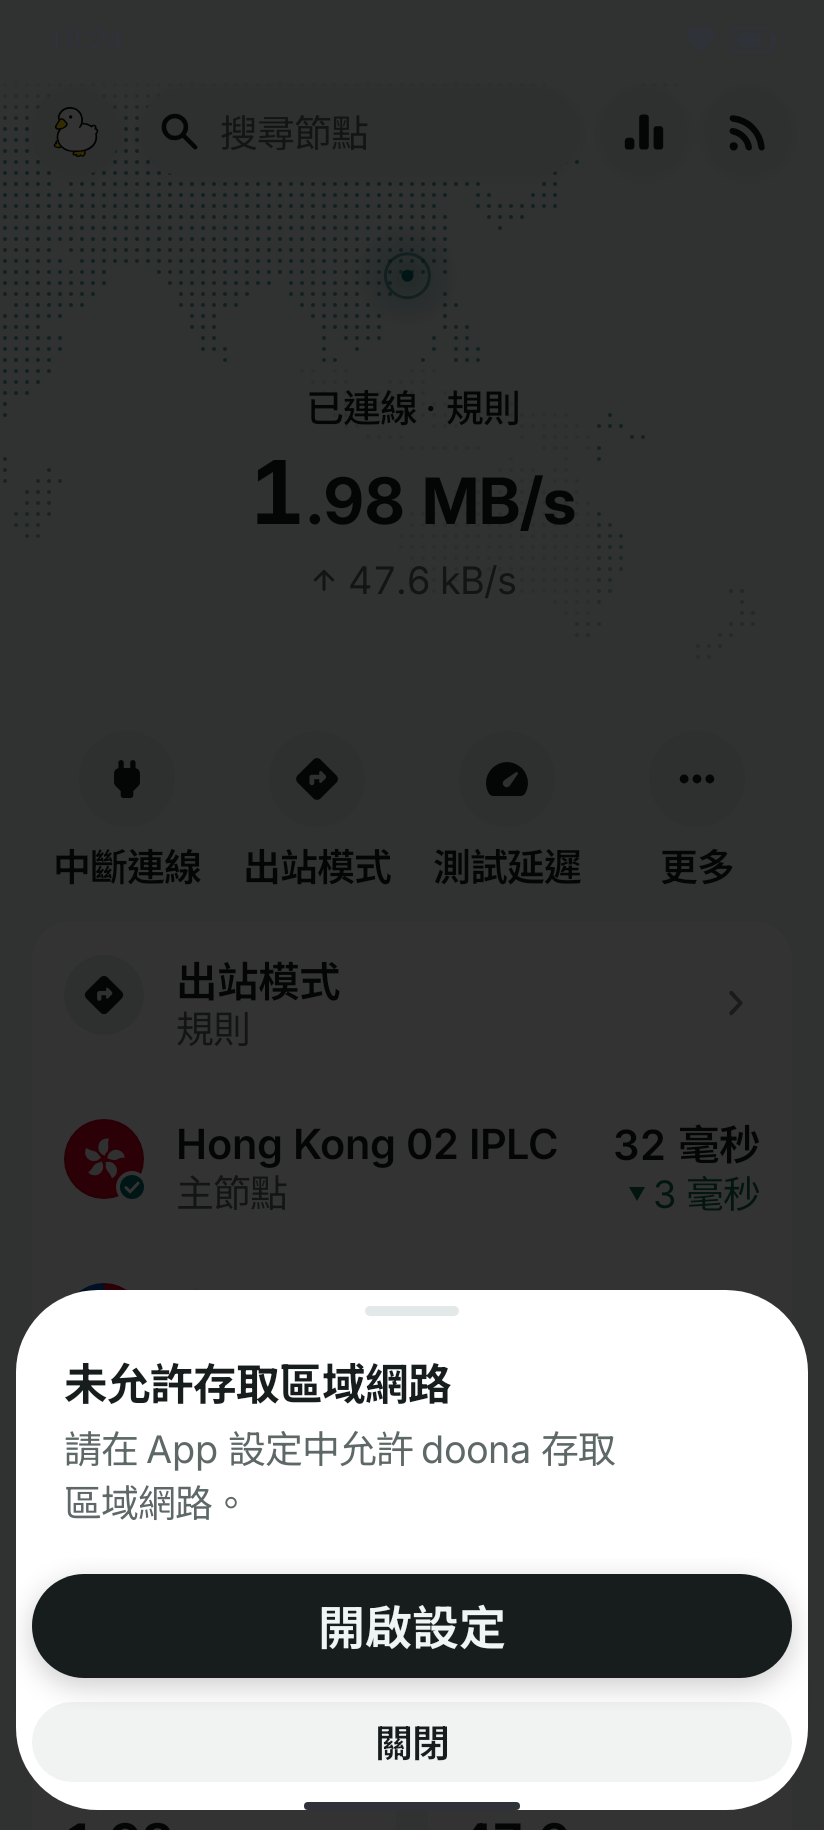 搜尋節點
已連線 · 規則
1.98 MB/s
↑ 47.6 kB/s
中斷連線
出站模式
測試延遲
更多
出站模式
規則
Hong Kong 02 IPLC
32 毫秒
主節點
▼3 毫秒
未允許存取區域網路
請在 App 設定中允許 doona 存取
區域網路。
開啟設定
關閉